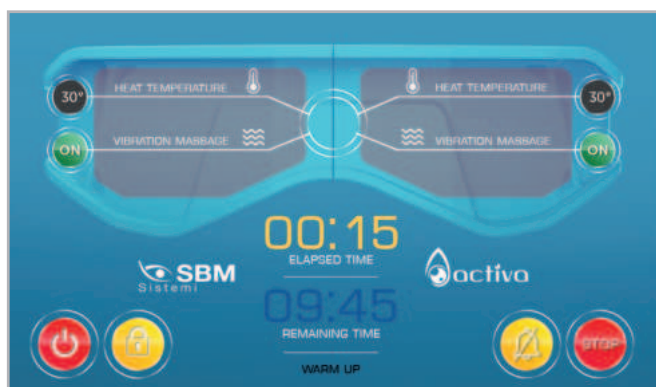 30° HEAT TEMPERATURE HEAT TEMPERATURE 30°
ON VIBRATION MASSAGE VIBRATION MASSAGE ON
00:15
ELAPSED TIME
SBM
Sistemi
activa
09:45
REMAINING TIME
STOP
WARM UP